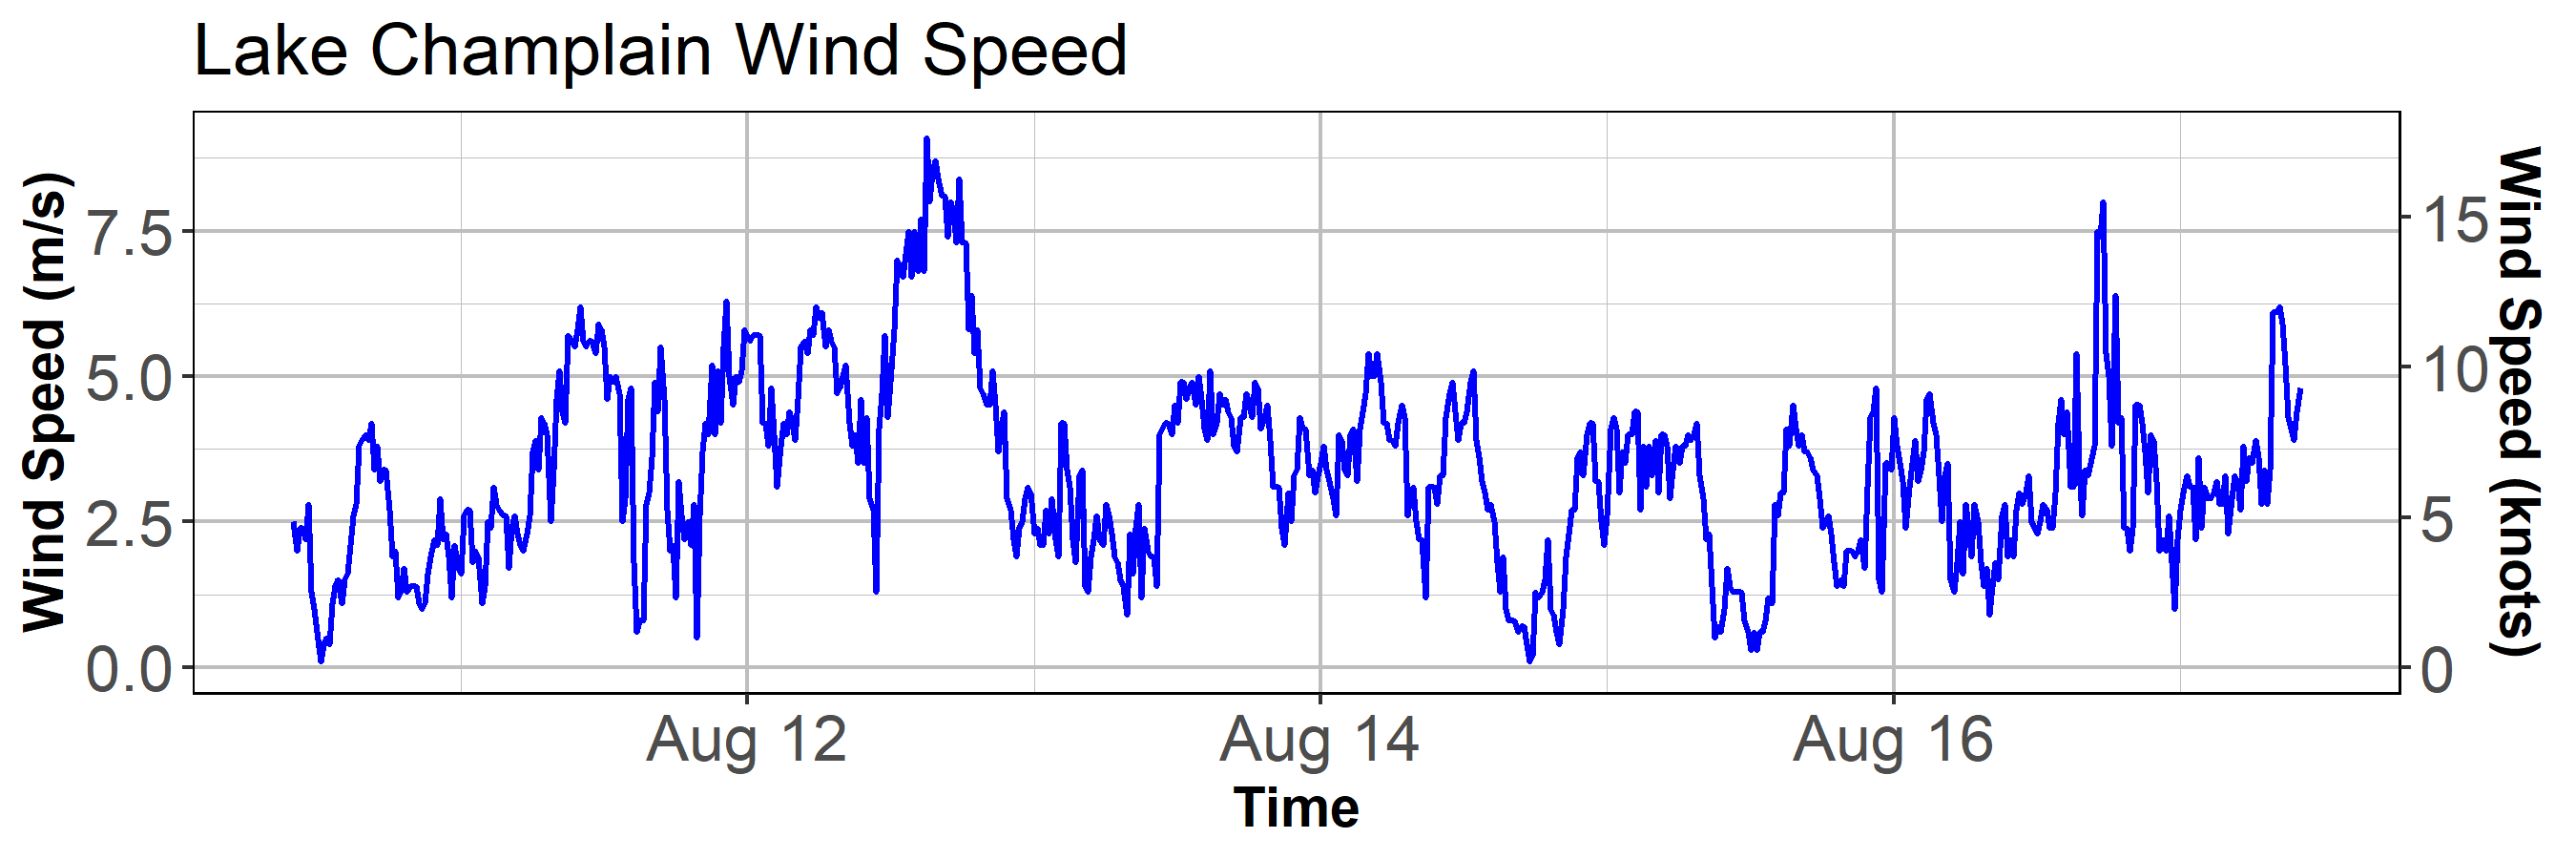 Lake Champlain Wind Speed
Wind Speed (m/s)
7.5
5.0
2.5
0.0
Wind Speed (knots)
15
10
5
0
Aug 12
Aug 14
Aug 16
Time